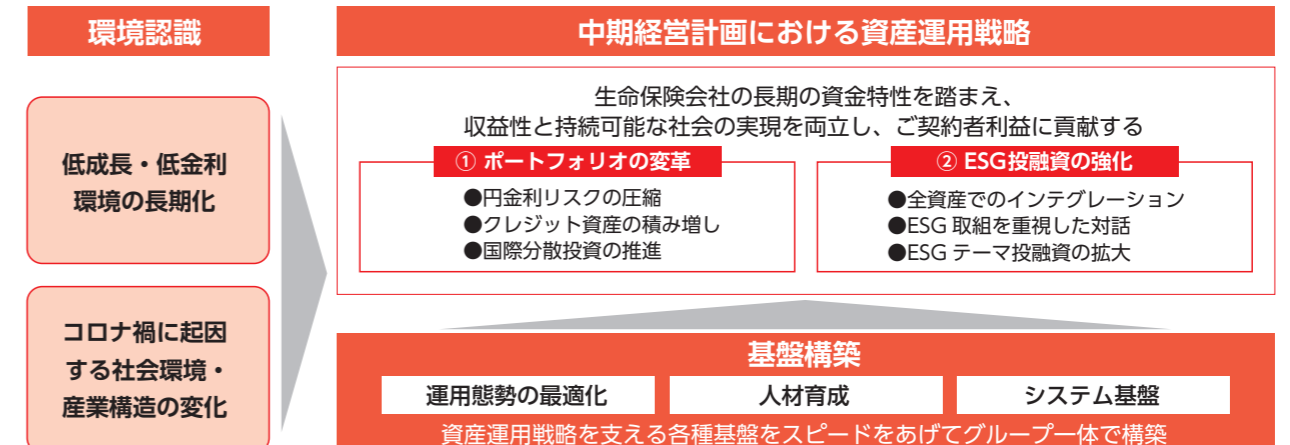 環境認識
低成長・低金利
環境の長期化
コロナ禍に起因
する社会環境・
産業構造の変化
中期経営計画における資産運用戦略
生命保険会社の長期の資金特性を踏まえ、
収益性と持続可能な社会の実現を両立し、ご契約者利益に貢献する
① ポートフォリオの変革
●円金利リスクの圧縮
●クレジット資産の積み増し
●国際分散投資の推進
② ESG投融資の強化
●全資産でのインテグレーション
●ESG 取組を重視した対話
●ESG テーマ投融資の拡大
基盤構築
運用態勢の最適化
人材育成
システム基盤
資産運用戦略を支える各種基盤をスピードをあげてグループ一体で構築